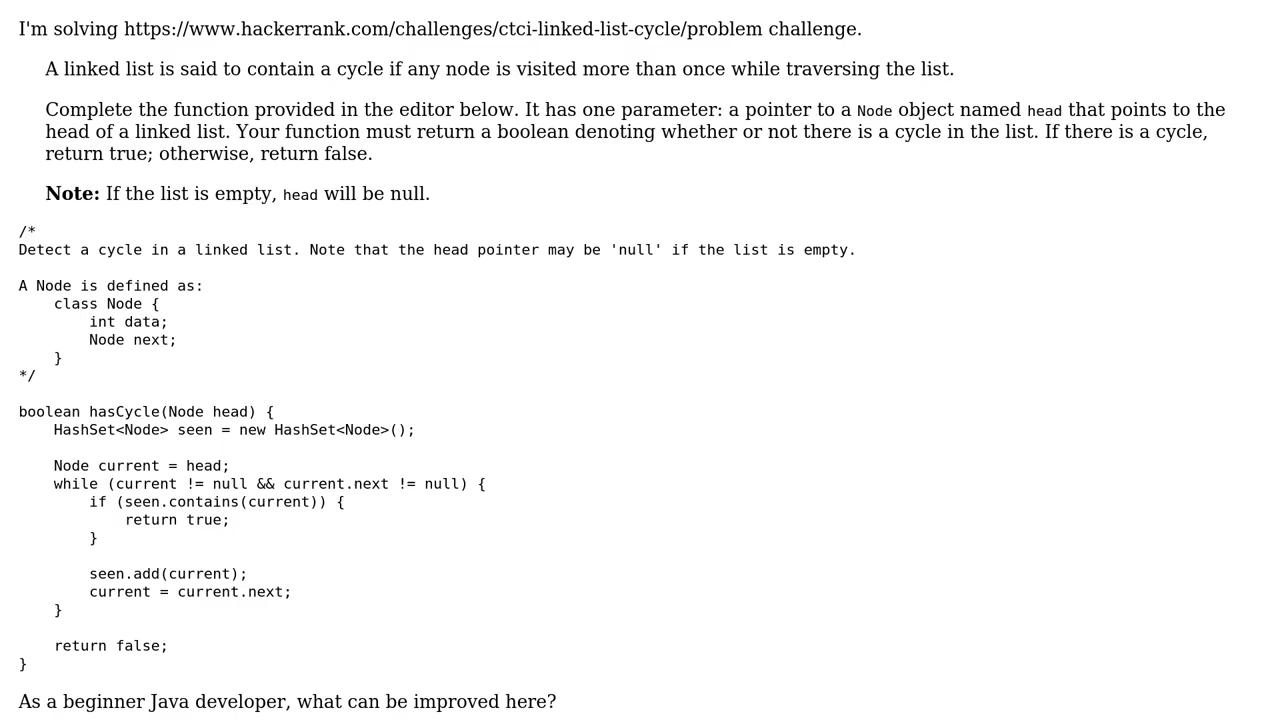 I'm solving https://www.hackerrank.com/challenges/ctci-linked-list-cycle/problem challenge.
A linked list is said to contain a cycle if any node is visited more than once while traversing the list.
Complete the function provided in the editor below. It has one parameter: a pointer to a Node object named head that points to the
head of a linked list. Your function must return a boolean denoting whether or not there is a cycle in the list. If there is a cycle,
return true; otherwise, return false.
Note: If the list is empty, head will be null.
/*
Detect a cycle in a linked list. Note that the head pointer may be 'null' if the list is empty.

A Node is defined as:
    class Node {
        int data;
        Node next;
    }
*/

boolean hasCycle(Node head) {
    HashSet<Node> seen = new HashSet<Node>();

    Node current = head;
    while (current != null && current.next != null) {
        if (seen.contains(current)) {
            return true;
        }

        seen.add(current);
        current = current.next;
    }

    return false;
}
As a beginner Java developer, what can be improved here?